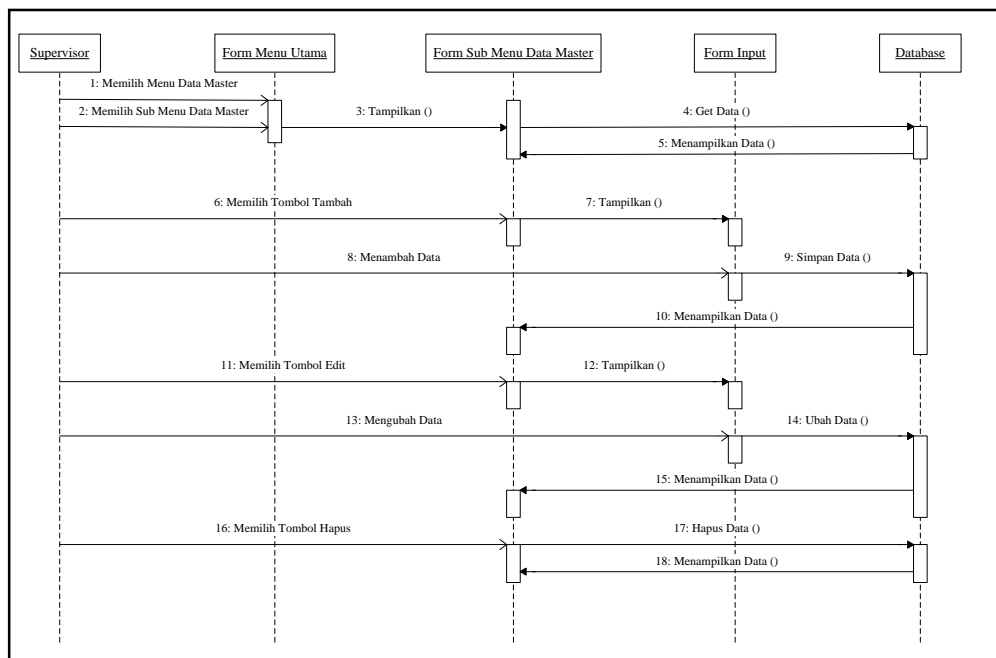 Supervisor
Form Menu Utama
Form Sub Menu Data Master
Form Input
Database
1: Memilih Menu Data Master
2: Memilih Sub Menu Data Master
3: Tampilkan ()
4: Get Data ()
5: Menampilkan Data ()
6: Memilih Tombol Tambah
7: Tampilkan ()
8: Menambah Data
9: Simpan Data ()
10: Menampilkan Data ()
11: Memilih Tombol Edit
12: Tampilkan ()
13: Mengubah Data
14: Ubah Data ()
15: Menampilkan Data ()
16: Memilih Tombol Hapus
17: Hapus Data ()
18: Menampilkan Data ()